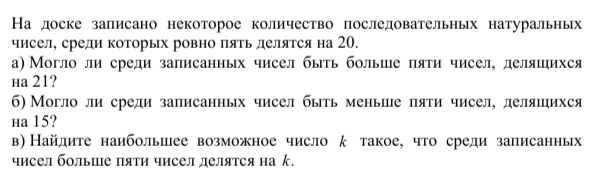 На доске записано некоторое количество последовательных натуральных
чисел, среди которых ровно пять делятся на 20.
а) Могло ли среди записанных чисел быть больше пяти чисел, делящихся
на 21?
б) Могло ли среди записанных чисел быть меньше пяти чисел, делящихся
на 15?
в) Найдите наибольшее возможное число k такое, что среди записанных
чисел больше пяти чисел делятся на k.